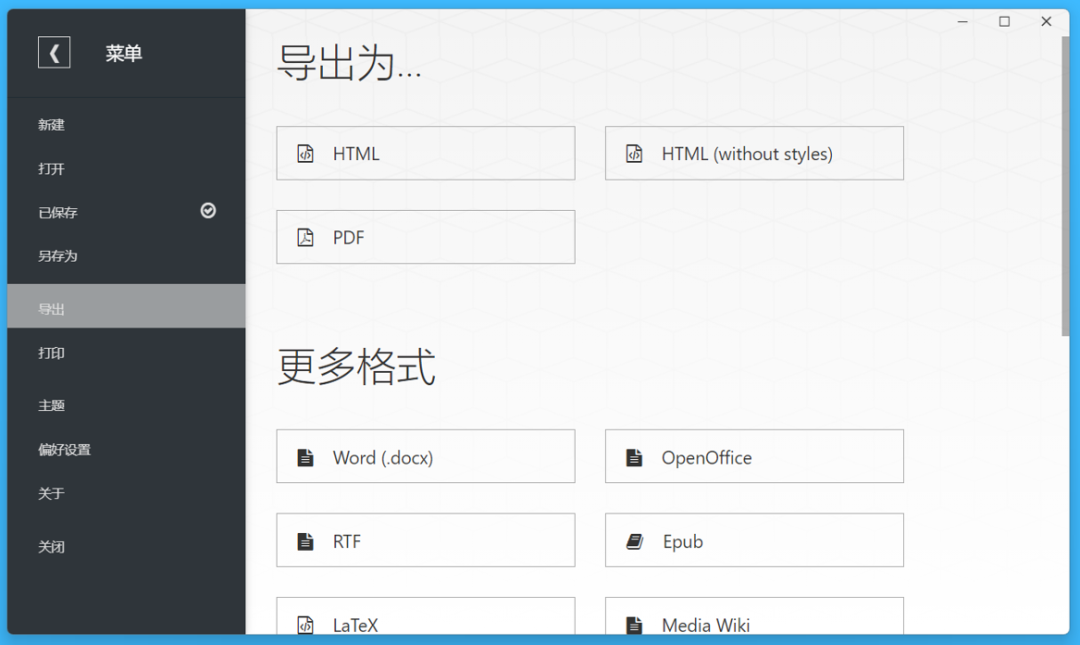 菜单
新建
打开
已保存
另存为
导出
打印
主题
偏好设置
关于
关闭
导出为...
HTML
HTML (without styles)
PDF
更多格式
Word (.docx)
OpenOffice
RTF
Epub
LaTeX
Media Wiki